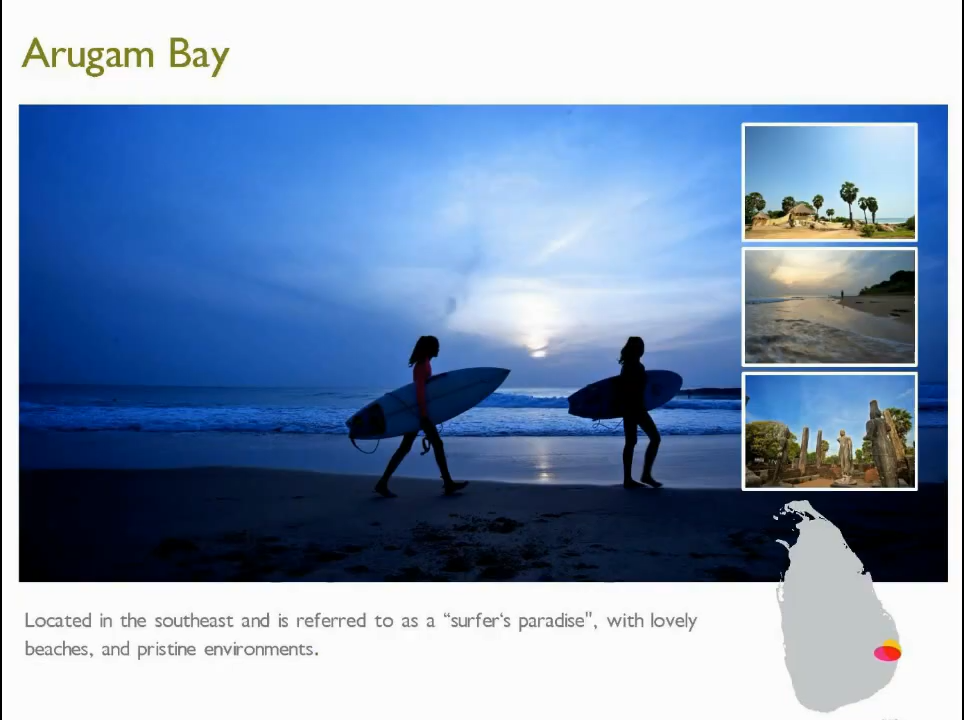 Arugam Bay
Located in the southeast and is referred to as a “surfer‘s paradise", with lovely
beaches, and pristine environments.